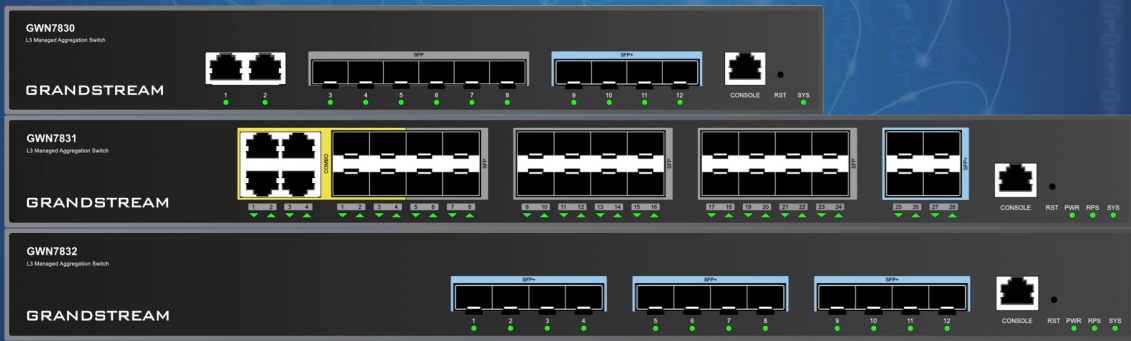 GWN7830
L3 Managed Aggregation Switch
SFP SFP+
GRANDSTREAM
1 2 3 4 5 6 7 8 9 10 11 12 CONSOLE RST SYS
GWN7831
L3 Managed Aggregation Switch
COMBO SFP SFP SFP SFP+
GRANDSTREAM
1 2 3 4 1 2 3 4 5 6 7 8 9 10 11 12 13 14 15 16 17 18 19 20 21 22 23 24 25 26 27 28 CONSOLE RST PWR RPS SYS
GWN7832
L3 Managed Aggregation Switch
SFP+ SFP+ SFP+
GRANDSTREAM
1 2 3 4 5 6 7 8 9 10 11 12 CONSOLE RST PWR RPS SYS